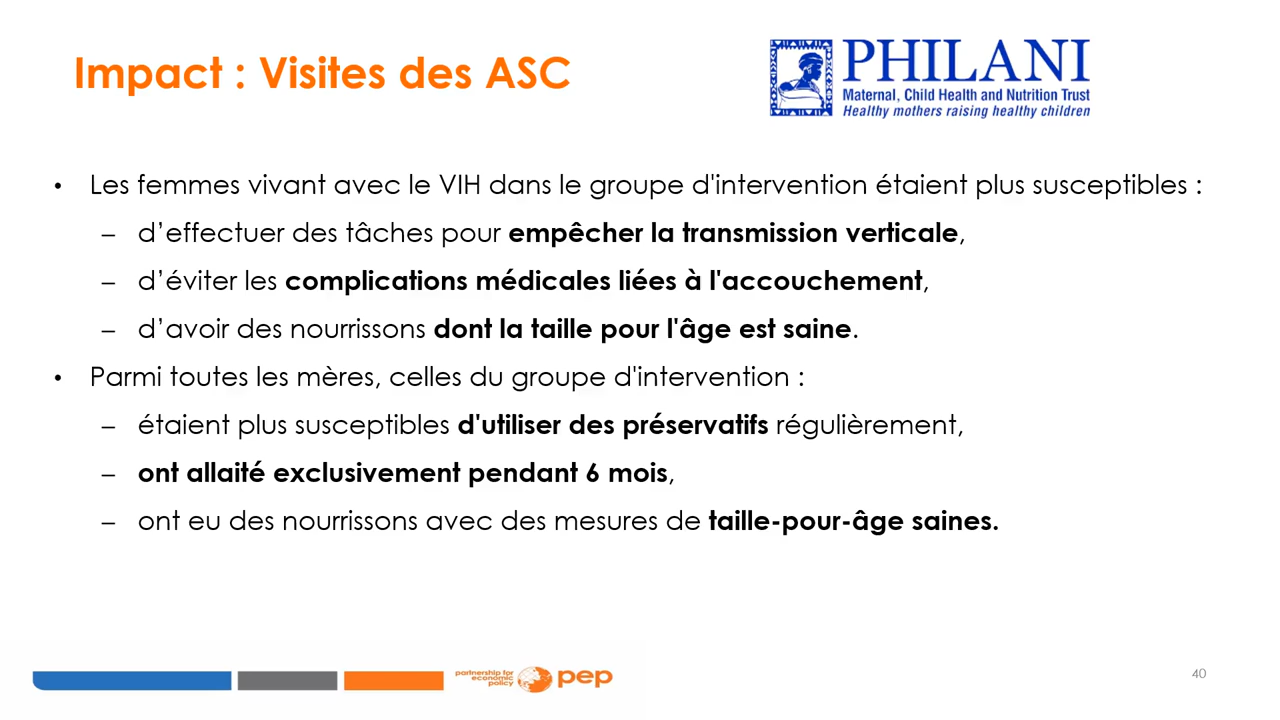 Impact : Visites des ASC
PHILANI
Maternal, Child Health and Nutrition Trust
Healthy mothers raising healthy children
• Les femmes vivant avec le VIH dans le groupe d'intervention étaient plus susceptibles :
– d’effectuer des tâches pour empêcher la transmission verticale,
– d’éviter les complications médicales liées à l'accouchement,
– d’avoir des nourrissons dont la taille pour l'âge est saine.
• Parmi toutes les mères, celles du groupe d'intervention :
– étaient plus susceptibles d'utiliser des préservatifs régulièrement,
– ont allaité exclusivement pendant 6 mois,
– ont eu des nourrissons avec des mesures de taille-pour-âge saines.
partnership for
economic
policy
pep
40